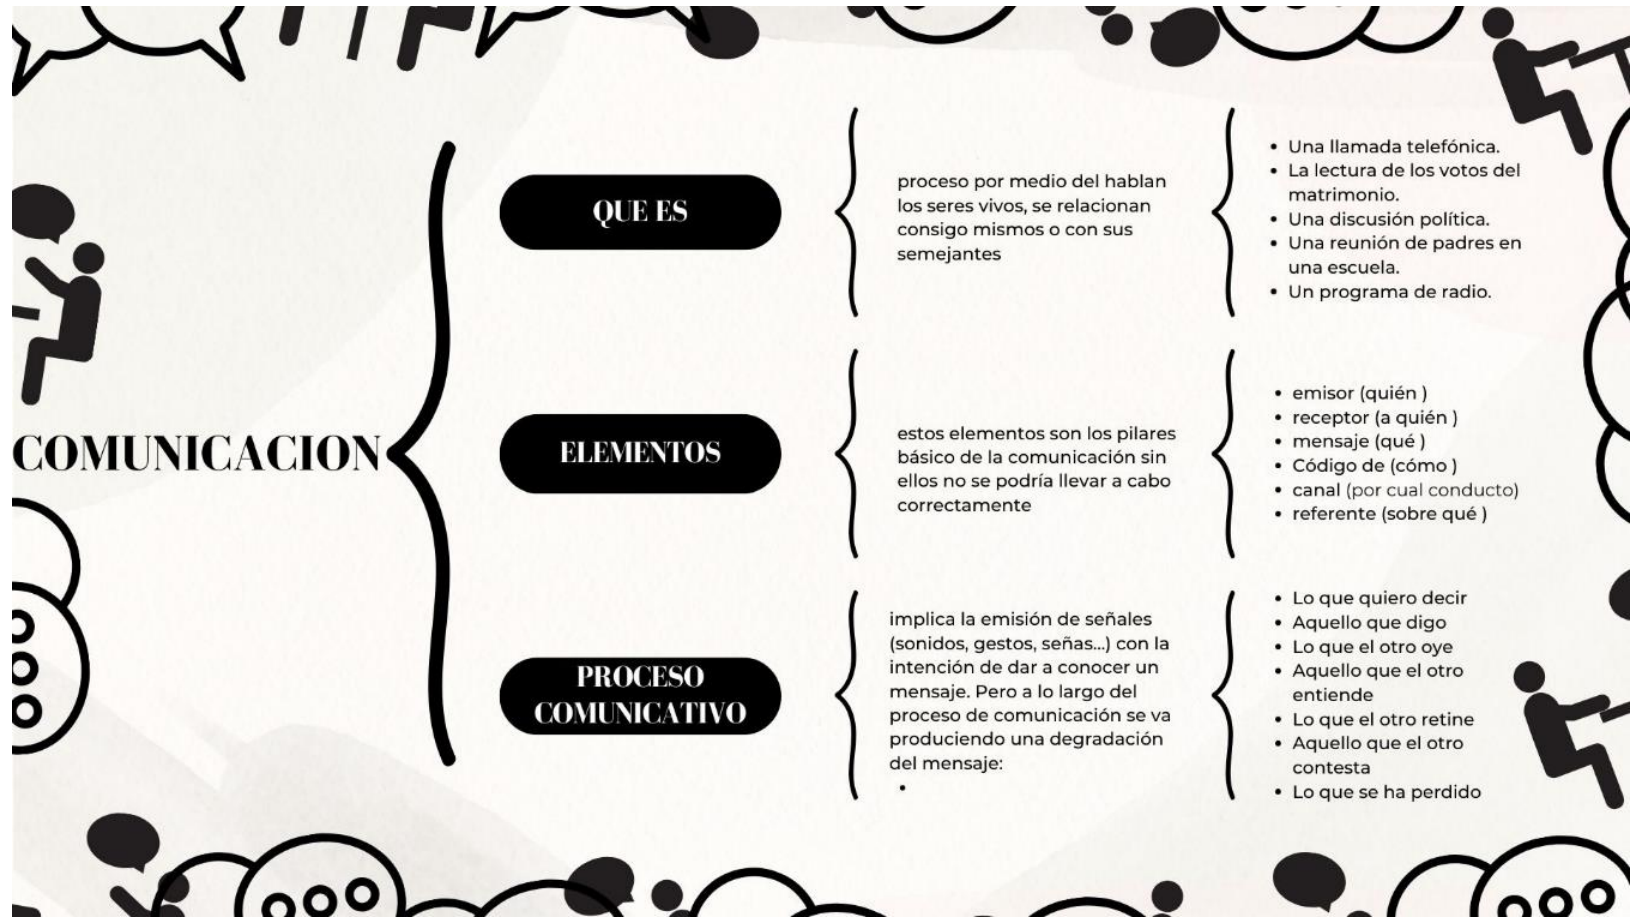 COMUNICACION
QUE ES
proceso por medio del hablan
los seres vivos, se relacionan
consigo mismos o con sus
semejantes
• Una llamada telefónica.
• La lectura de los votos del
matrimonio.
• Una discusión política.
• Una reunión de padres en
una escuela.
• Un programa de radio.
ELEMENTOS
estos elementos son los pilares
básico de la comunicación sin
ellos no se podría llevar a cabo
correctamente
• emisor (quién )
• receptor (a quién )
• mensaje (qué )
• Código de (cómo )
• canal (por cual conducto)
• referente (sobre qué )
PROCESO
COMUNICATIVO
implica la emisión de señales
(sonidos, gestos, señas...) con la
intención de dar a conocer un
mensaje. Pero a lo largo del
proceso de comunicación se va
produciendo una degradación
del mensaje:
•
• Lo que quiero decir
• Aquello que digo
• Lo que el otro oye
• Aquello que el otro
entiende
• Lo que el otro retine
• Aquello que el otro
contesta
• Lo que se ha perdido